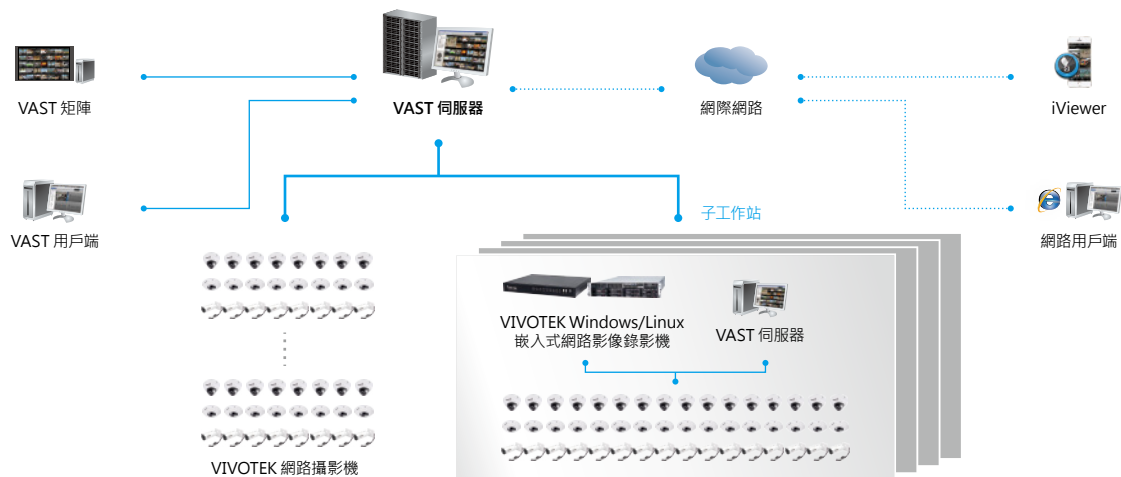 VAST 矩陣
VAST 伺服器
網際網路
iViewer
VAST 用戶端
子工作站
網路用戶端
VIVOTEK Windows/Linux
嵌入式網路影像錄影機
VAST 伺服器
VIVOTEK 網路攝影機